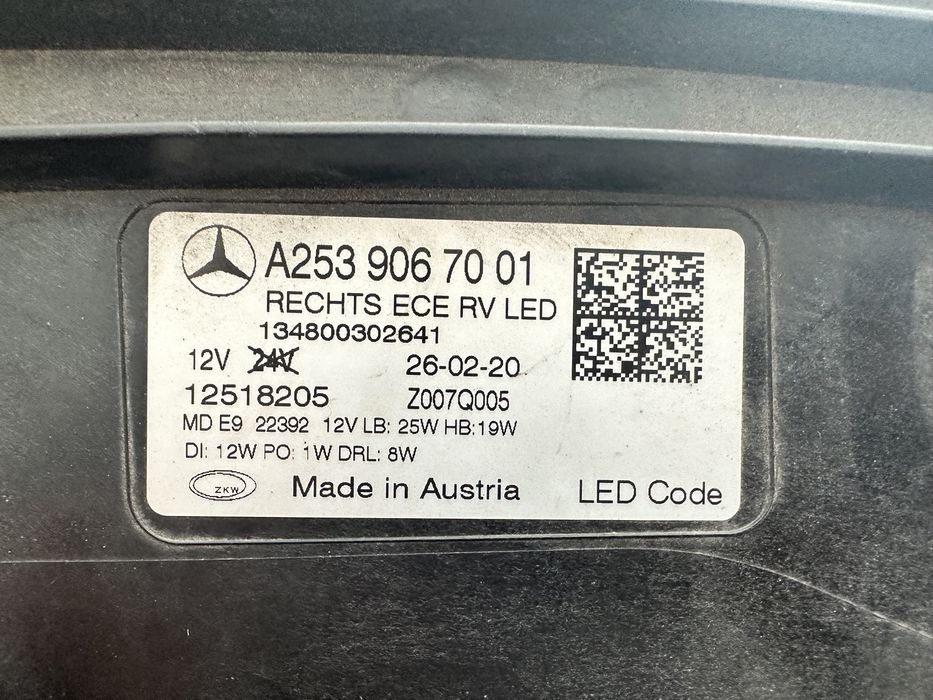 A253 906 70 01
RECHTS ECE RV LED
134800302641
12V 24V 26-02-20
12518205 Z007Q005
MD E9 22392 12V LB: 25W HB:19W
DI: 12W PO: 1W DRL: 8W
ZKW Made in Austria LED Code